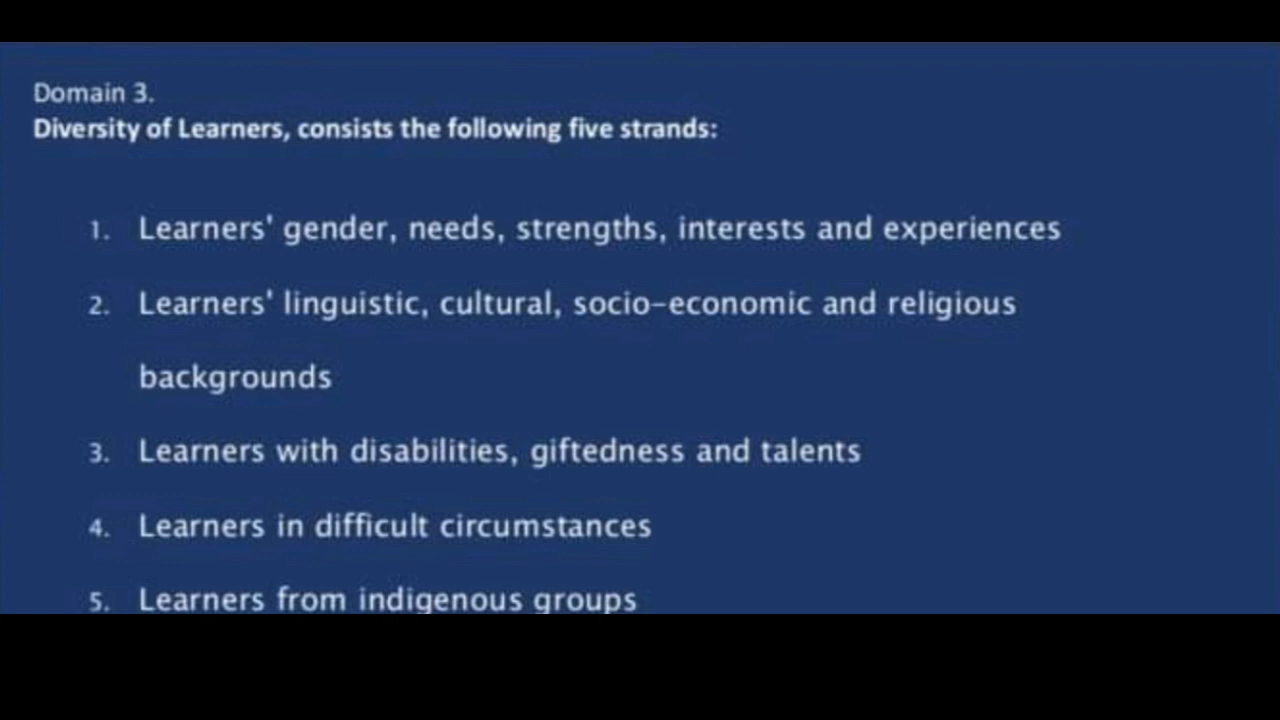 Domain 3.
Diversity of Learners, consists the following five strands:
1. Learners' gender, needs, strengths, interests and experiences
2. Learners' linguistic, cultural, socio-economic and religious
backgrounds
3. Learners with disabilities, giftedness and talents
4. Learners in difficult circumstances
5. Learners from indigenous groups